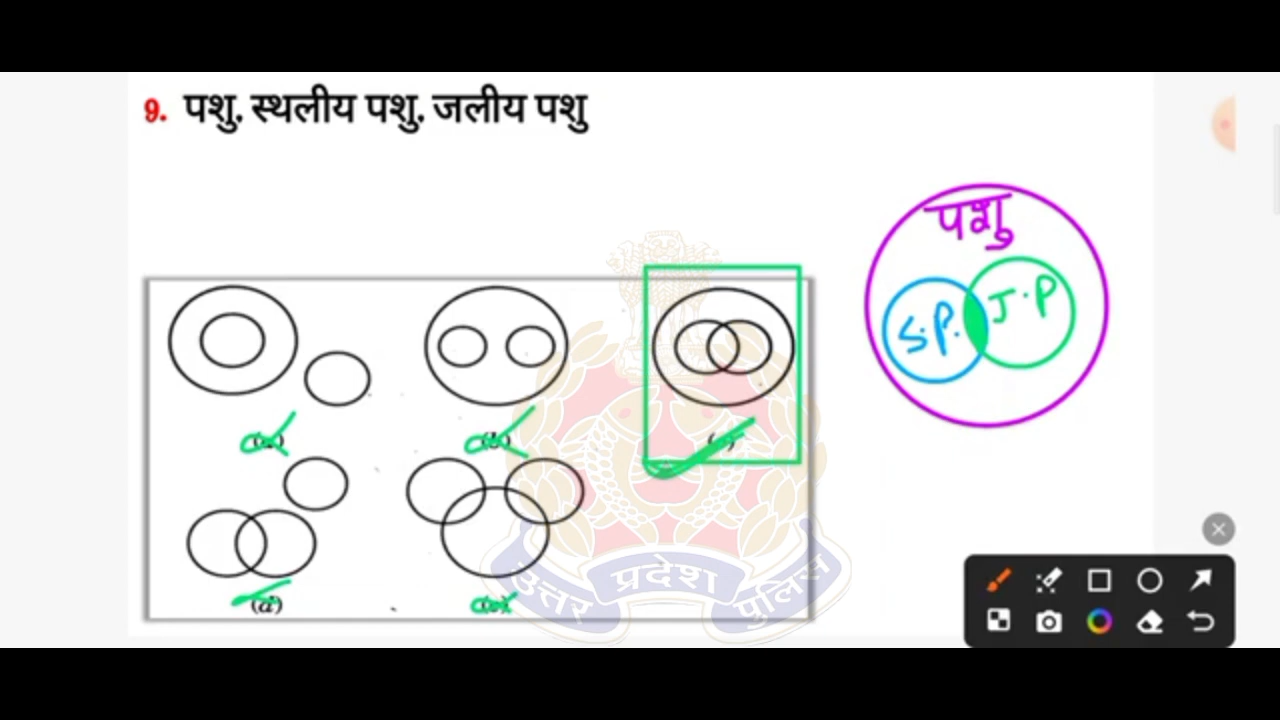 9. पशु. स्थलीय पशु. जलीय पशु
पशु
S.P. J.P
(a) (b) (c)
(d) (e)
उत्तर प्रदेश पुलिस